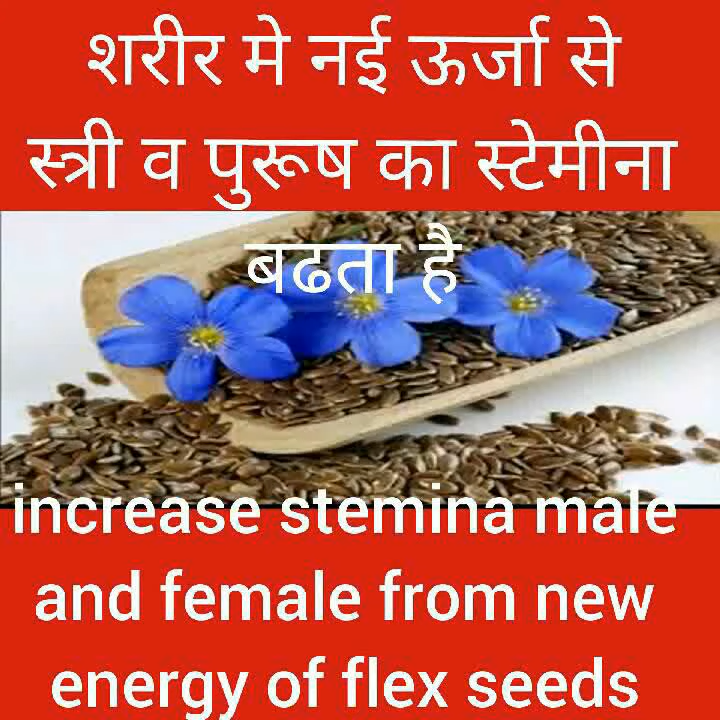 शरीर मे नई ऊर्जा से
स्त्री व पुरूष का स्टेमीना
बढता है
increase stemina male
and female from new
energy of flex seeds